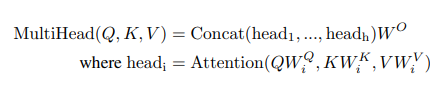 MultiHead(Q, K, V) = Concat(head₁, ..., headₕ)W^O
where headᵢ = Attention(QWᵢ^Q, KWᵢ^K, VWᵢ^V)